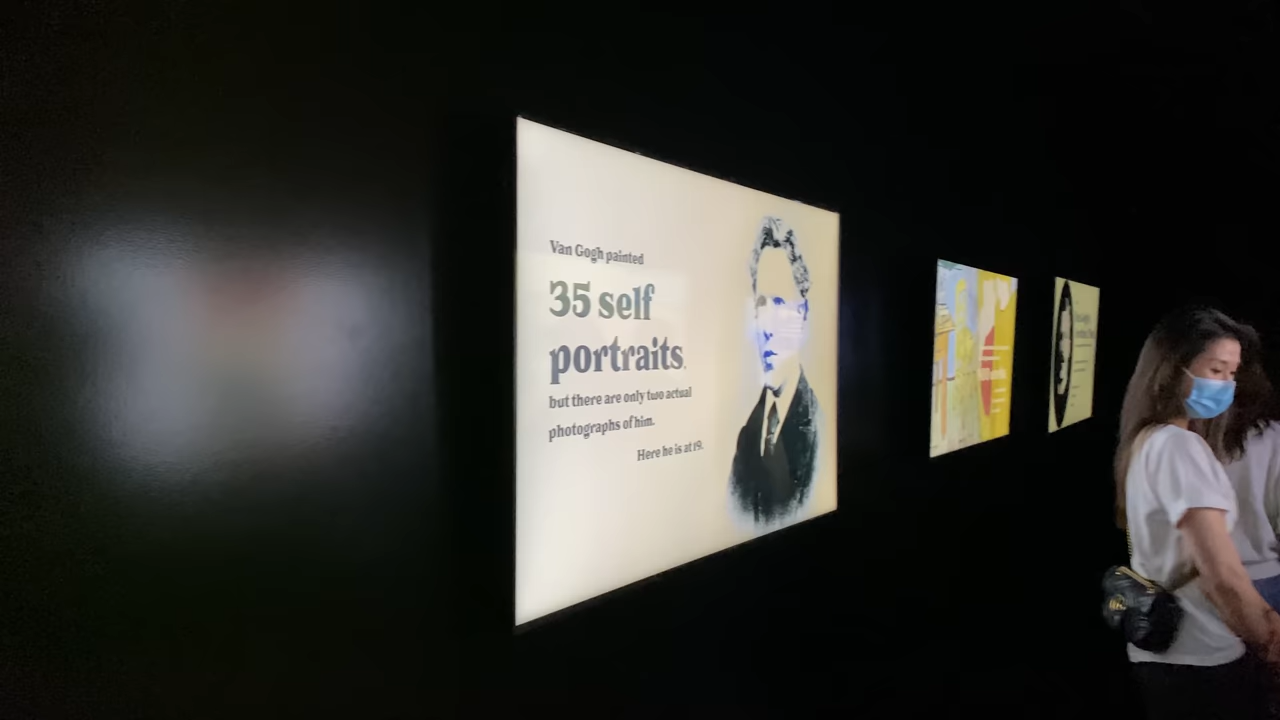 Van Gogh painted
35 self
portraits,
but there are only two actual
photographs of him.
Here he is at 19.